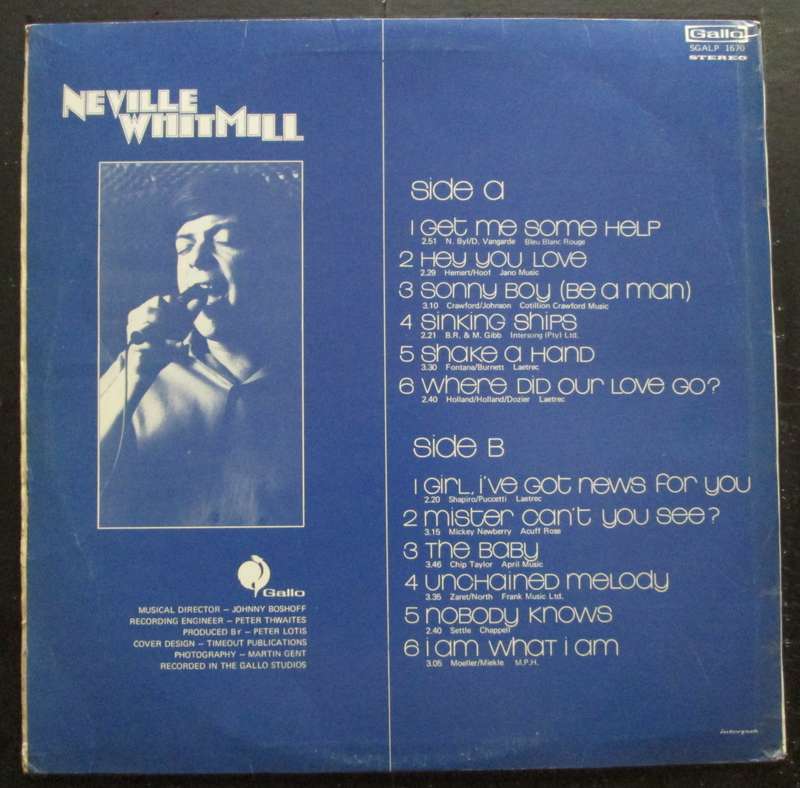 Gallo
SGALP 1670
STEREO
NEVILLE
WHITMILL
side a
1 Get me some HELP
2.51 N. Byl/D. Vangarde Bleu Blanc Rouge
2 Hey you Love
2.29 Hemert/Hoof Jano Music
3 Sonny Boy (Be a man)
3.10 Crawford/Johnson Cotillion Crawford Music
4 Sinking Ships
2.21 B.R. & M. Gibb Intersong (Pty) Ltd.
5 Shake a Hand
3.30 Fontana/Burnett Laetrec
6 Where Did our Love Go?
2.40 Holland/Holland/Dozier Laetrec
side B
1 Girl, i've Got news For you
2.20 Shapiro/Puccetti Laetrec
2 mister can't you see?
3.15 Mickey Newberry Acuff Rose
3 The Baby
3.46 Chip Taylor April Music
4 unchained melody
3.35 Zaret/North Frank Music Ltd.
5 nobody knows
2.40 Settle Chappell
6 i am what i am
3.05 Moeller/Miekle M.P.H.
Gallo
MUSICAL DIRECTOR – JOHNNY BOSHOFF
RECORDING ENGINEER – PETER THWAITES
PRODUCED BY – PETER LOTIS
COVER DESIGN – TIMEOUT PUBLICATIONS
PHOTOGRAPHY – MARTIN GENT
RECORDED IN THE GALLO STUDIOS